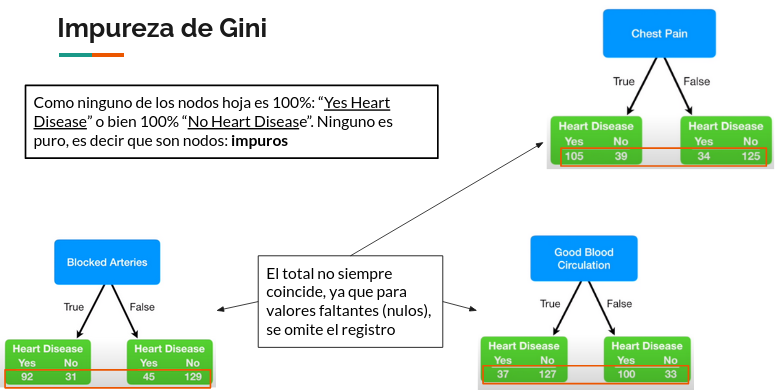 Impureza de Gini
Como ninguno de los nodos hoja es 100%: “Yes Heart
Disease” o bien 100% “No Heart Disease”. Ninguno es
puro, es decir que son nodos: impuros
Chest Pain
True False
Heart Disease Heart Disease
Yes No Yes No
105 39 34 125
Blocked Arteries
True False
Heart Disease Heart Disease
Yes No Yes No
92 31 45 129
El total no siempre
coincide, ya que para
valores faltantes (nulos),
se omite el registro
Good Blood
Circulation
True False
Heart Disease Heart Disease
Yes No Yes No
37 127 100 33